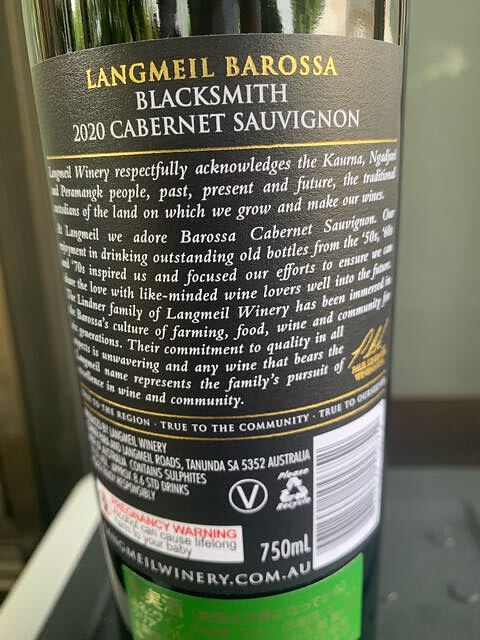 LANGMEIL BAROSSA
BLACKSMITH
2020 CABERNET SAUVIGNON
Langmeil Winery respectfully acknowledges the Kaurna, Ngadjuri
and Peramangk people, past, present and future, the traditional
custodians of the land on which we grow and make our wines.
At Langmeil we adore Barossa Cabernet Sauvignon. Our
enjoyment in drinking outstanding old bottles from the '50s, '60s
and '70s inspired us and focused our efforts to ensure we can
share the love with like-minded wine lovers well into the future.
The Lindner family of Langmeil Winery has been immersed in
the Barossa's culture of farming, food, wine and community for
generations. Their commitment to quality in all
aspects is unwavering and any wine that bears the
Langmeil name represents the family's pursuit of
excellence in wine and community.
TO THE REGION · TRUE TO THE COMMUNITY · TRUE TO OURSELVES
BY LANGMEIL WINERY
AND LANGMEIL ROADS, TANUNDA SA 5352 AUSTRALIA
CONTAINS SULPHITES
APPROX. 8.6 STD DRINKS
RESPONSIBLY
V
Please
Recycle
PREGNANCY WARNING
Alcohol can cause lifelong
harm to your baby
750mL
LANGMEILWINERY.COM.AU